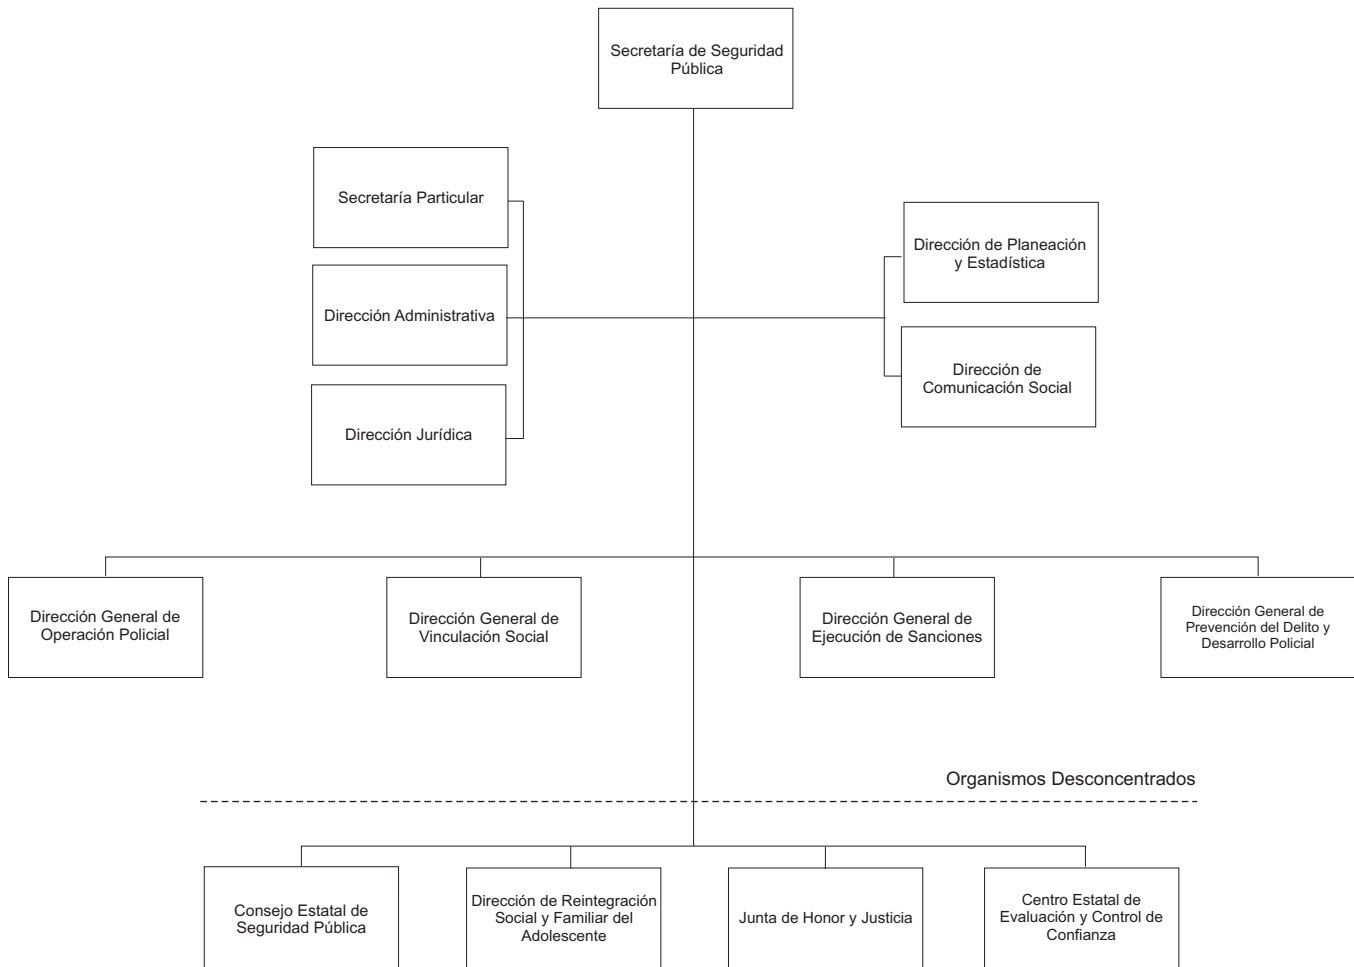 Secretaría de Seguridad
Pública
Secretaría Particular
Dirección Administrativa
Dirección Jurídica
Dirección de Planeación
y Estadística
Dirección de
Comunicación Social
Dirección General de
Operación Policial
Dirección General de
Vinculación Social
Dirección General de
Ejecución de Sanciones
Dirección General de
Prevención del Delito y
Desarrollo Policial
Organismos Desconcentrados
Consejo Estatal de
Seguridad Pública
Dirección de Reintegración
Social y Familiar del
Adolescente
Junta de Honor y Justicia
Centro Estatal de
Evaluación y Control de
Confianza